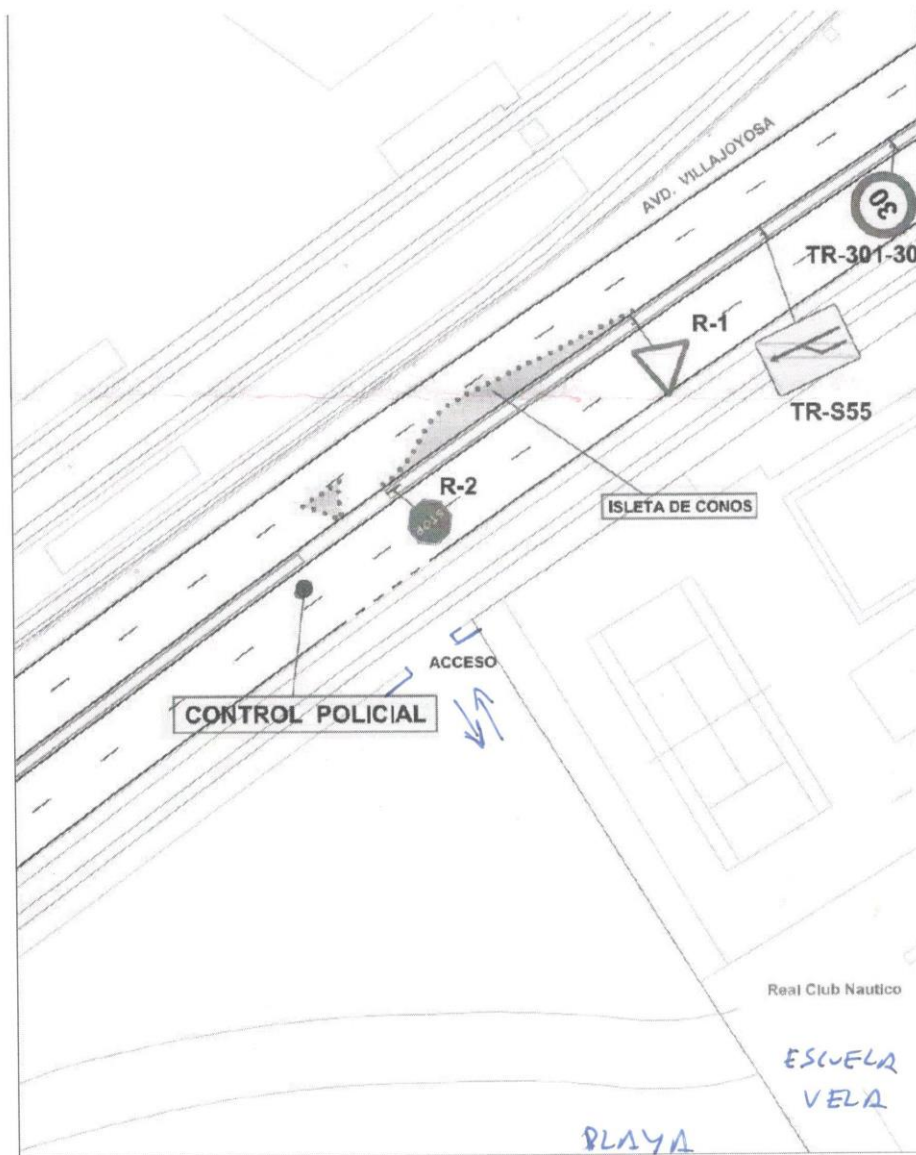 AVD. VILLAJOYOSA
30
TR-301-30
R-1
TR-S55
R-2
STOP
ISLETA DE CONOS
ACCESO
CONTROL POLICIAL
Real Club Nautico
ESCUELA
VELA
PLAYA